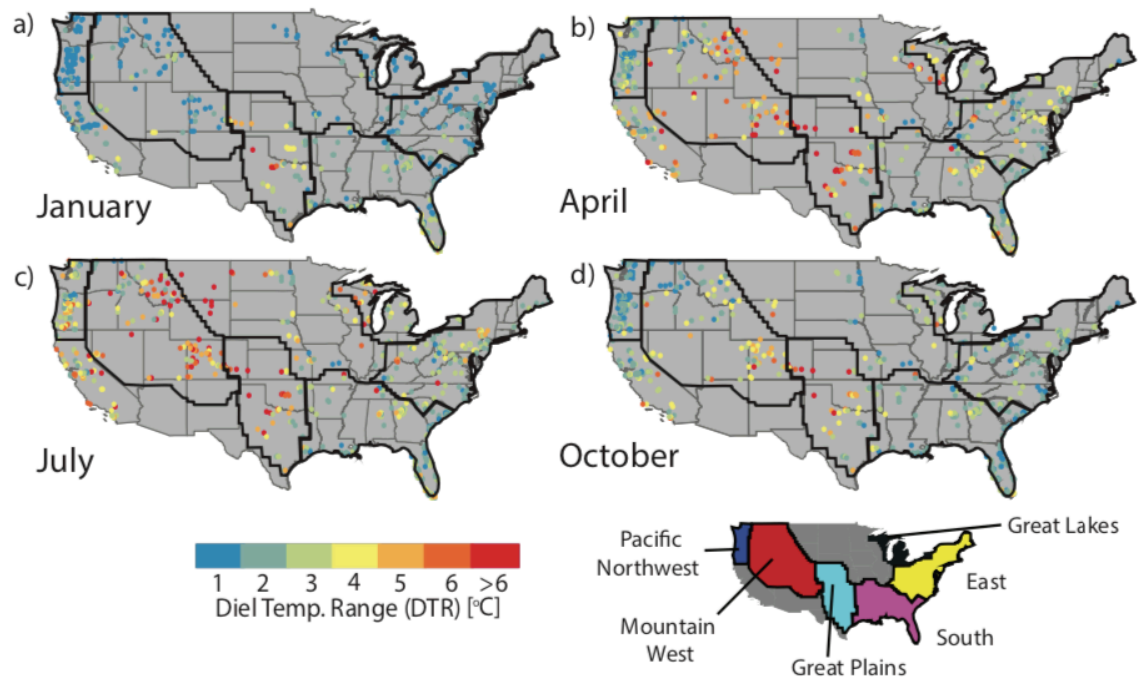 a)
January
b)
April
c)
July
d)
October
1 2 3 4 5 6 >6
Diel Temp. Range (DTR) [°C]
Pacific
Northwest
Mountain
West
Great Plains
South
East
Great Lakes